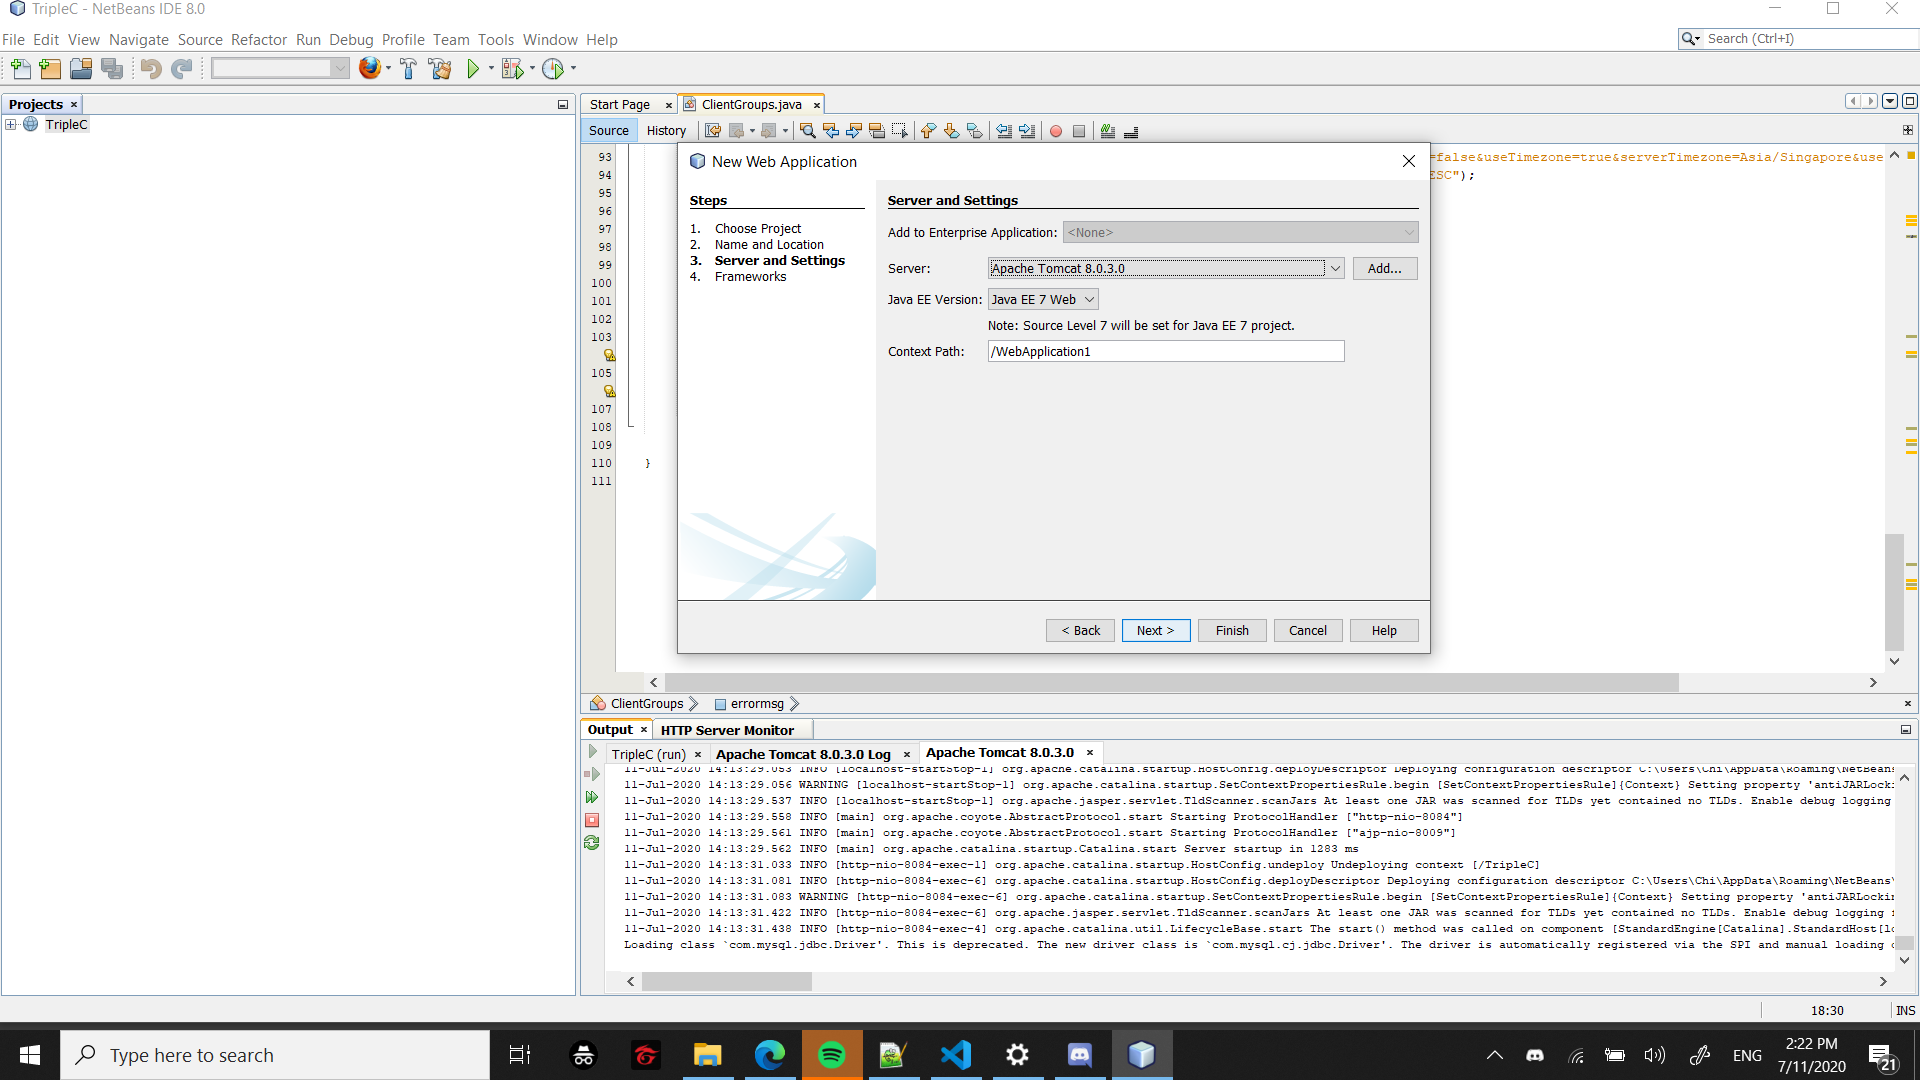 TripleC - NetBeans IDE 8.0
File Edit View Navigate Source Refactor Run Debug Profile Team Tools Window Help
Search (Ctrl+I)
Projects
TripleC
Start Page
ClientGroups.java
Source
History
93
94
95
96
97
98
99
100
101
102
103
105
107
108
109
110
111
}
=false&useTimezone=true&serverTimezone=Asia/Singapore&use
ESC");
New Web Application
Steps
1. Choose Project
2. Name and Location
3. Server and Settings
4. Frameworks
Server and Settings
Add to Enterprise Application: <None>
Server: Apache Tomcat 8.0.3.0 Add...
Java EE Version: Java EE 7 Web
Note: Source Level 7 will be set for Java EE 7 project.
Context Path: /WebApplication1
< Back Next > Finish Cancel Help
ClientGroups errormsg
Output HTTP Server Monitor
TripleC (run) Apache Tomcat 8.0.3.0 Log Apache Tomcat 8.0.3.0
11-Jul-2020 14:13:29.053 INFO [localhost-startStop-1] org.apache.catalina.startup.HostConfig.deployDescriptor Deploying configuration descriptor C:\Users\Chi\AppData\Roaming\NetBeans
11-Jul-2020 14:13:29.056 WARNING [localhost-startStop-1] org.apache.catalina.startup.SetContextPropertiesRule.begin [SetContextPropertiesRule]{Context} Setting property 'antiJARLocki
11-Jul-2020 14:13:29.537 INFO [localhost-startStop-1] org.apache.jasper.servlet.TldScanner.scanJars At least one JAR was scanned for TLDs yet contained no TLDs. Enable debug logging
11-Jul-2020 14:13:29.558 INFO [main] org.apache.coyote.AbstractProtocol.start Starting ProtocolHandler ["http-nio-8084"]
11-Jul-2020 14:13:29.561 INFO [main] org.apache.coyote.AbstractProtocol.start Starting ProtocolHandler ["ajp-nio-8009"]
11-Jul-2020 14:13:29.562 INFO [main] org.apache.catalina.startup.Catalina.start Server startup in 1283 ms
11-Jul-2020 14:13:31.033 INFO [http-nio-8084-exec-1] org.apache.catalina.startup.HostConfig.undeploy Undeploying context [/TripleC]
11-Jul-2020 14:13:31.081 INFO [http-nio-8084-exec-6] org.apache.catalina.startup.HostConfig.deployDescriptor Deploying configuration descriptor C:\Users\Chi\AppData\Roaming\NetBeans\
11-Jul-2020 14:13:31.083 WARNING [http-nio-8084-exec-6] org.apache.catalina.startup.SetContextPropertiesRule.begin [SetContextPropertiesRule]{Context} Setting property 'antiJARLockin
11-Jul-2020 14:13:31.422 INFO [http-nio-8084-exec-6] org.apache.jasper.servlet.TldScanner.scanJars At least one JAR was scanned for TLDs yet contained no TLDs. Enable debug logging
11-Jul-2020 14:13:31.438 INFO [http-nio-8084-exec-4] org.apache.catalina.util.LifecycleBase.start The start() method was called on component [StandardEngine[Catalina].StandardHost[lo
Loading class `com.mysql.jdbc.Driver'. This is deprecated. The new driver class is `com.mysql.cj.jdbc.Driver'. The driver is automatically registered via the SPI and manual loading
18:30 INS
Type here to search
ENG
2:22 PM
7/11/2020
21